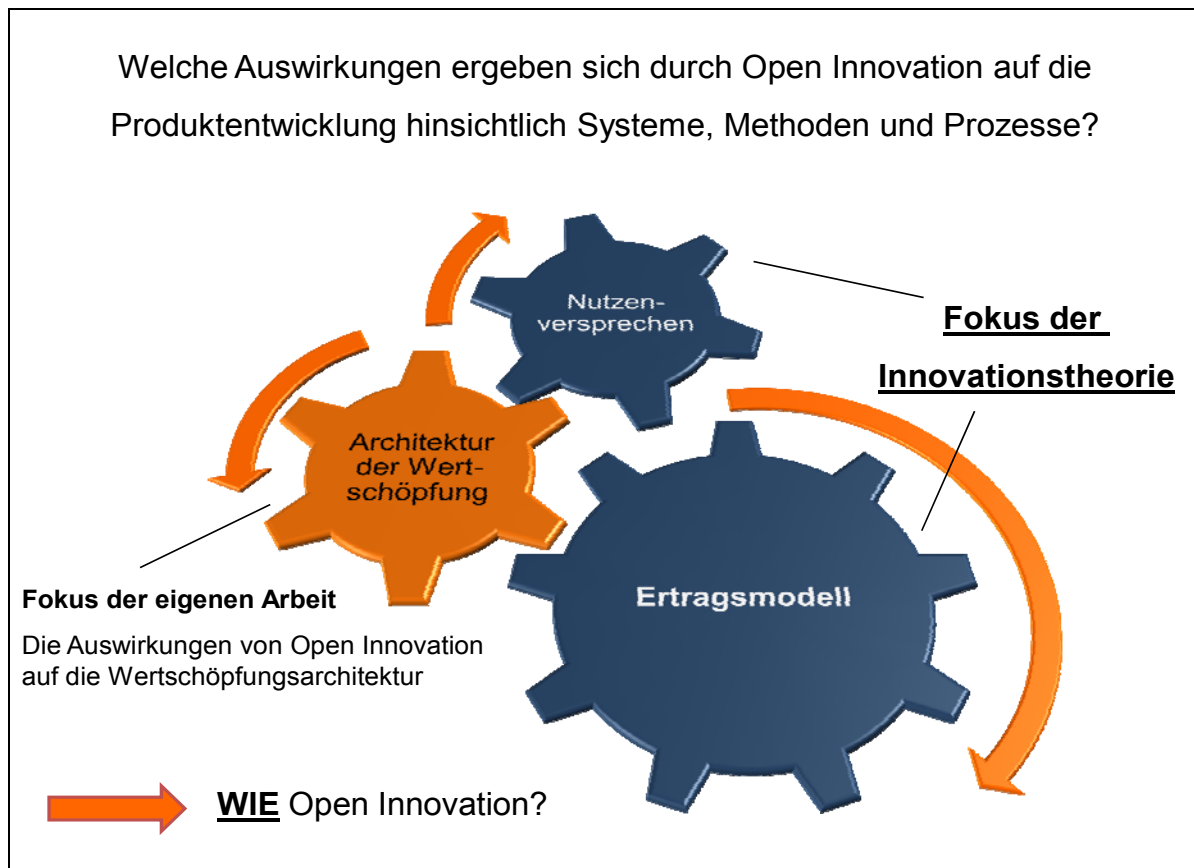 Welche Auswirkungen ergeben sich durch Open Innovation auf die
Produktentwicklung hinsichtlich Systeme, Methoden und Prozesse?
Nutzen-
versprechen
Fokus der
Innovationstheorie
Architektur
der Wert-
schöpfung
Ertragsmodell
Fokus der eigenen Arbeit
Die Auswirkungen von Open Innovation
auf die Wertschöpfungsarchitektur
WIE Open Innovation?